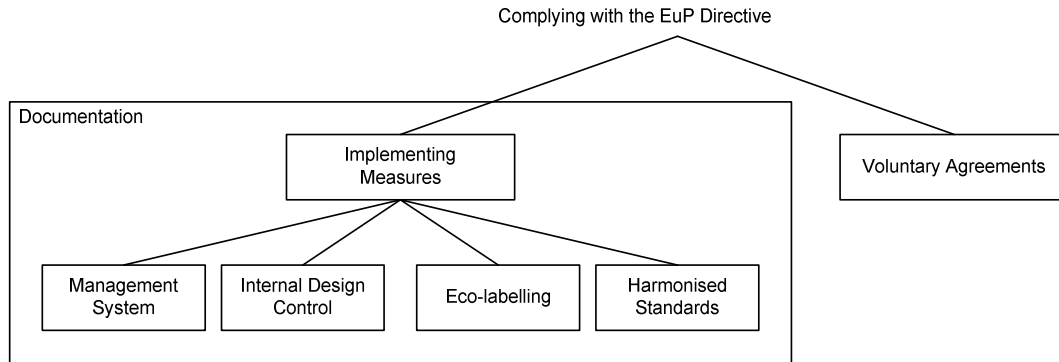 Complying with the EuP Directive
Documentation
Implementing
Measures
Voluntary Agreements
Management
System
Internal Design
Control
Eco-labelling
Harmonised
Standards